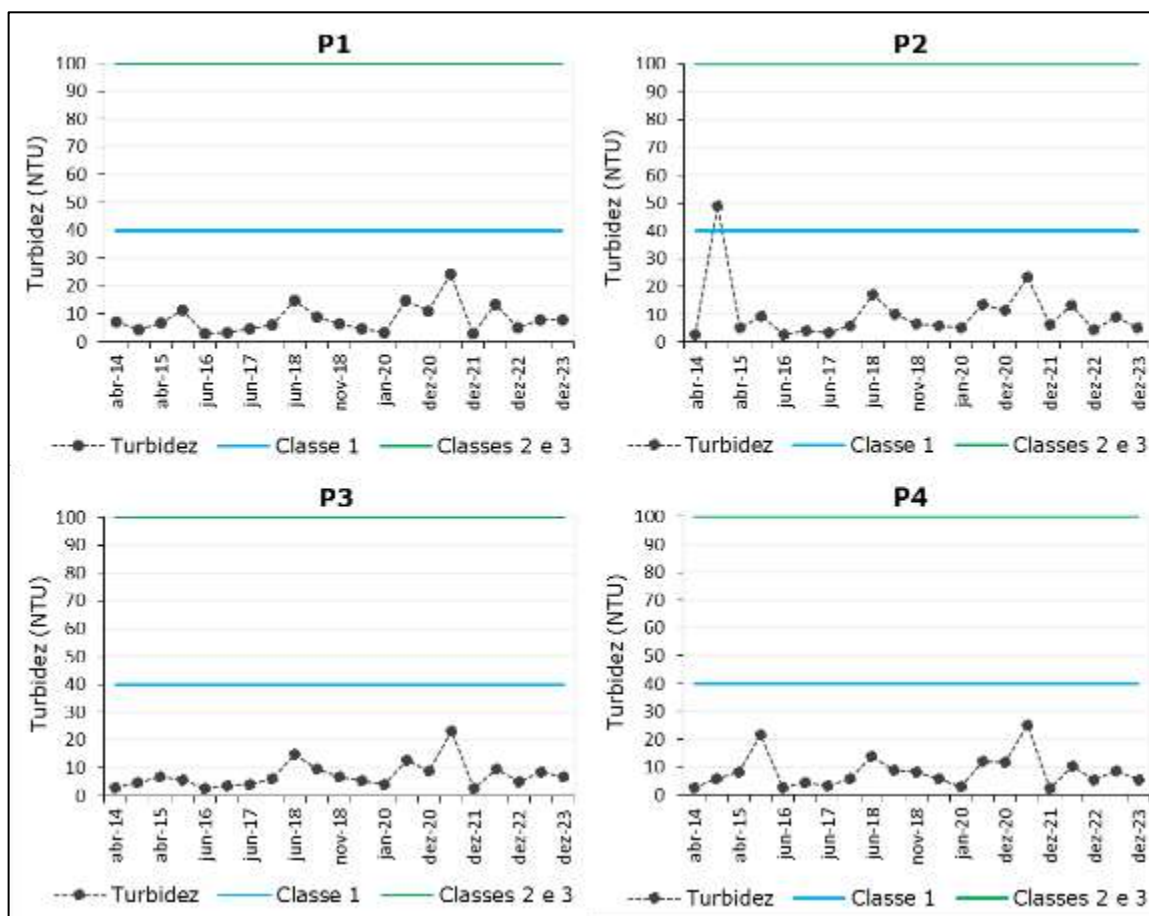 P1
Turbidez (NTU)
100
90
80
70
60
50
40
30
20
10
0
abr-14
abr-15
jun-16
jun-17
jun-18
nov-18
jan-20
dez-20
dez-21
dez-22
dez-23
Turbidez
Classe 1
Classes 2 e 3
P2
Turbidez (NTU)
100
90
80
70
60
50
40
30
20
10
0
abr-14
abr-15
jun-16
jun-17
jun-18
nov-18
jan-20
dez-20
dez-21
dez-22
dez-23
Turbidez
Classe 1
Classes 2 e 3
P3
Turbidez (NTU)
100
90
80
70
60
50
40
30
20
10
0
abr-14
abr-15
jun-16
jun-17
jun-18
nov-18
jan-20
dez-20
dez-21
dez-22
dez-23
Turbidez
Classe 1
Classes 2 e 3
P4
Turbidez (NTU)
100
90
80
70
60
50
40
30
20
10
0
abr-14
abr-15
jun-16
jun-17
jun-18
nov-18
jan-20
dez-20
dez-21
dez-22
dez-23
Turbidez
Classe 1
Classes 2 e 3